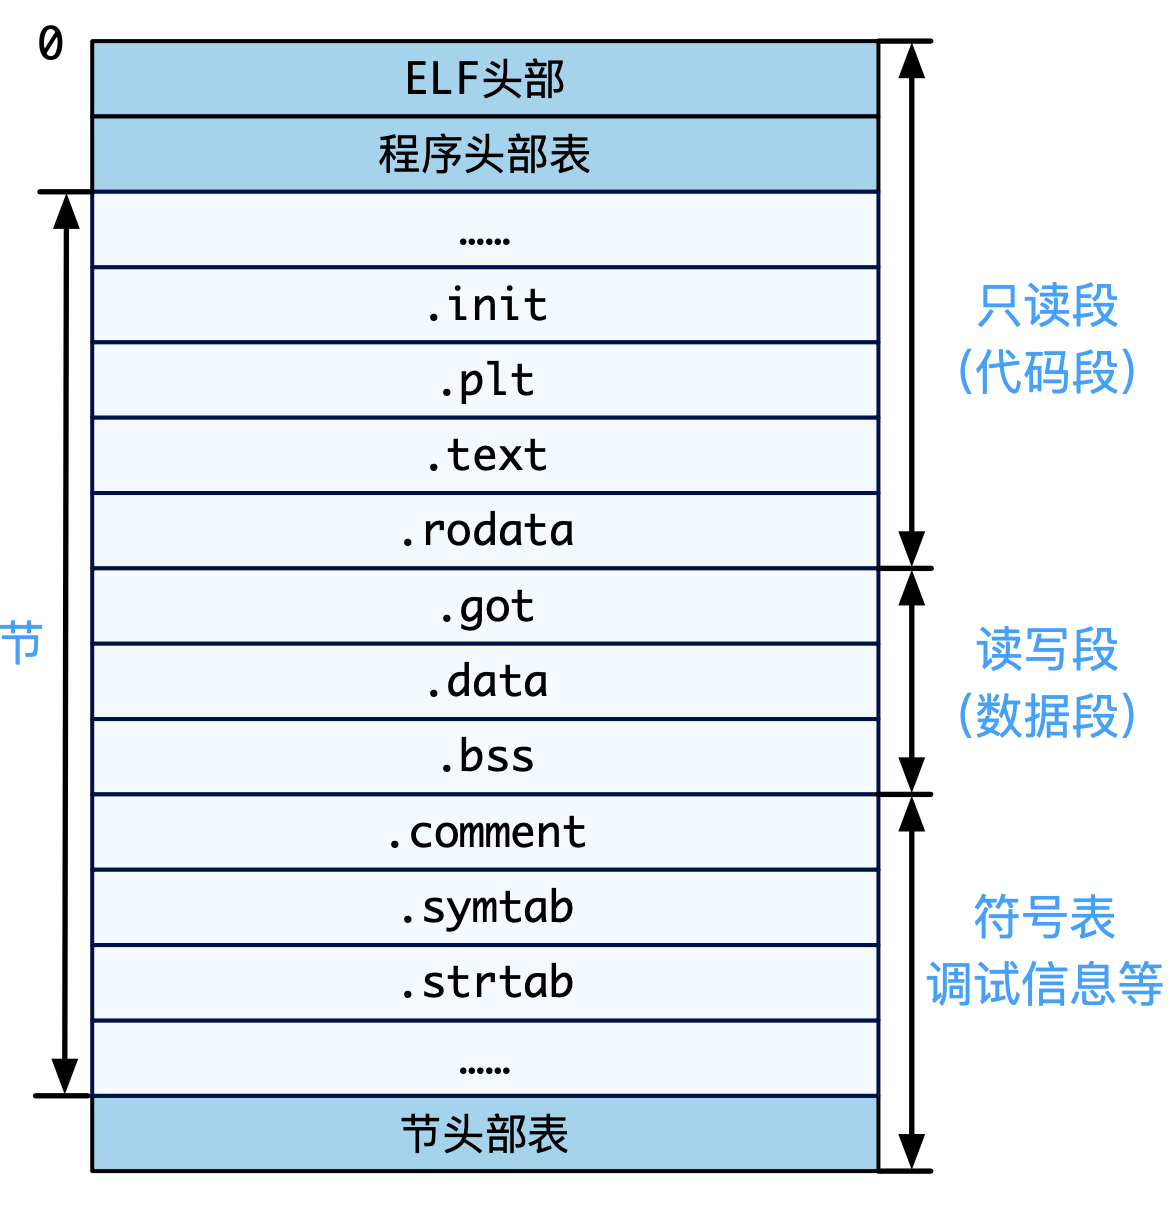 0
ELF头部
程序头部表
……
.init
.plt
.text
.rodata
.got
.data
.bss
.comment
.symtab
.strtab
……
节头部表
节
只读段
(代码段)
读写段
(数据段)
符号表
调试信息等